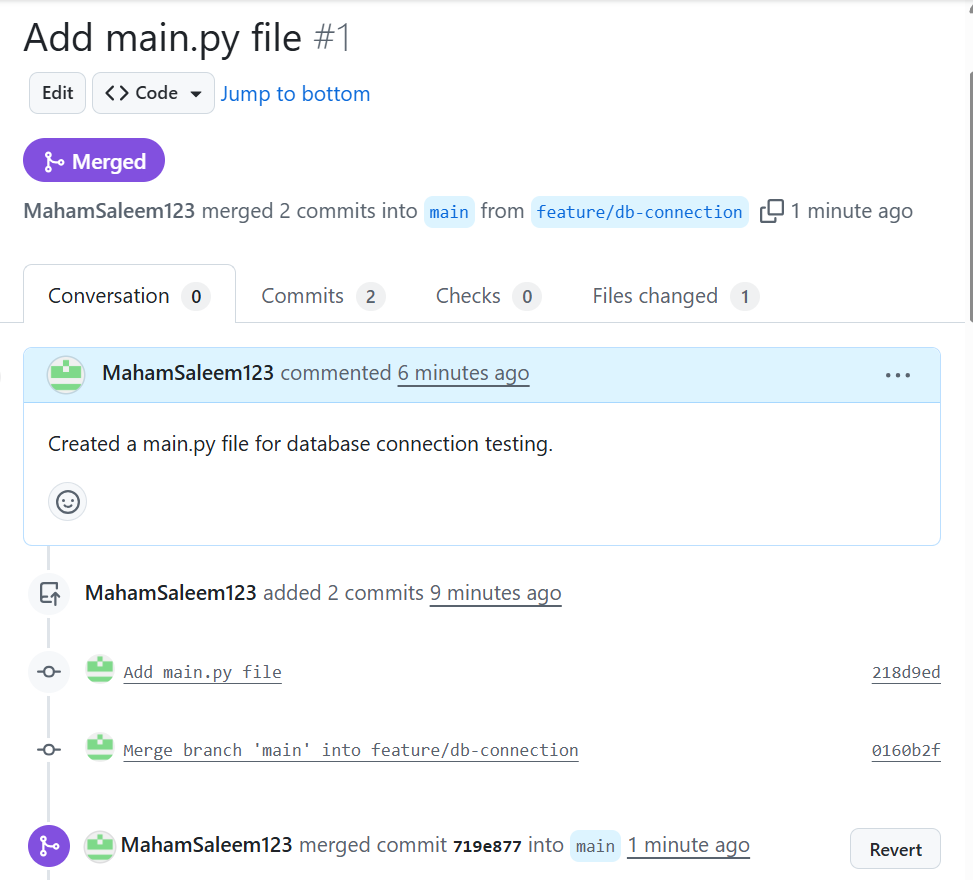 Add main.py file #1
Edit <> Code Jump to bottom
Merged
MahamSaleem123 merged 2 commits into main from feature/db-connection 1 minute ago
Conversation 0 Commits 2 Checks 0 Files changed 1
MahamSaleem123 commented 6 minutes ago ...
Created a main.py file for database connection testing.
MahamSaleem123 added 2 commits 9 minutes ago
Add main.py file 218d9ed
Merge branch 'main' into feature/db-connection 0160b2f
MahamSaleem123 merged commit 719e877 into main 1 minute ago Revert